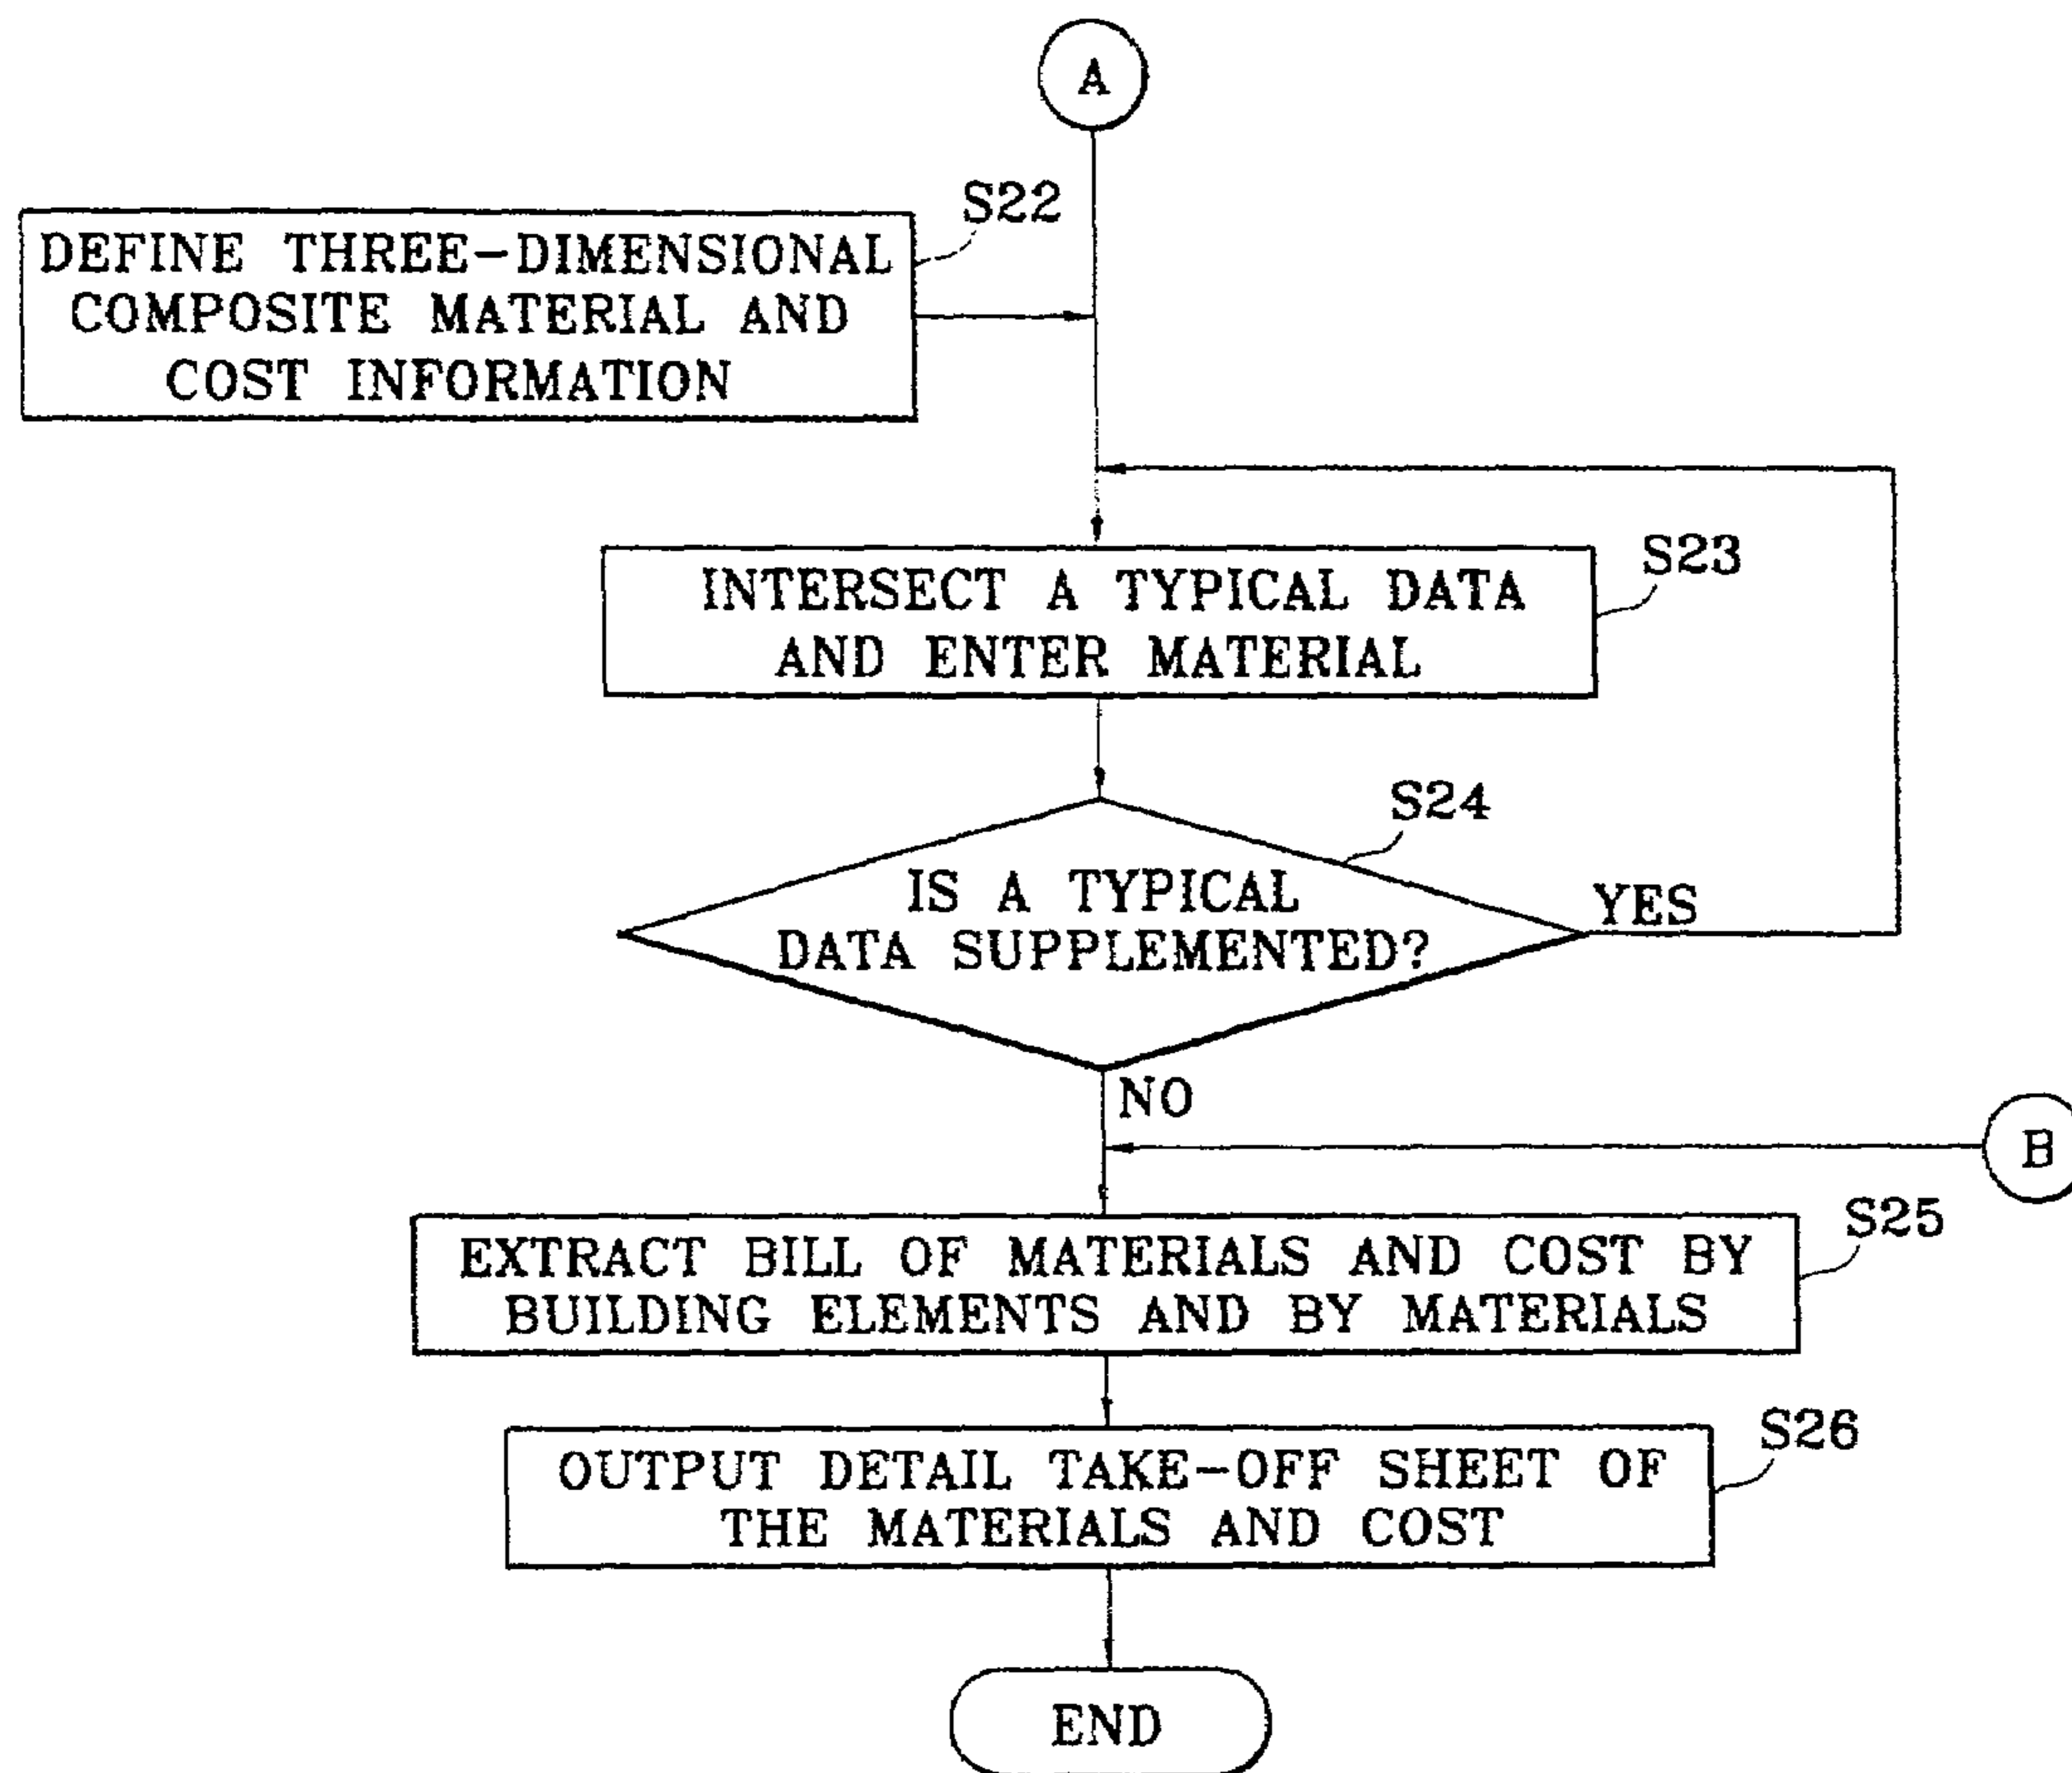 A
S22
DEFINE THREE-DIMENSIONAL
COMPOSITE MATERIAL AND
COST INFORMATION
S23
INTERSECT A TYPICAL DATA
AND ENTER MATERIAL
S24
IS A TYPICAL
DATA SUPPLEMENTED?
YES
NO
B
S25
EXTRACT BILL OF MATERIALS AND COST BY
BUILDING ELEMENTS AND BY MATERIALS
S26
OUTPUT DETAIL TAKE-OFF SHEET OF
THE MATERIALS AND COST
END